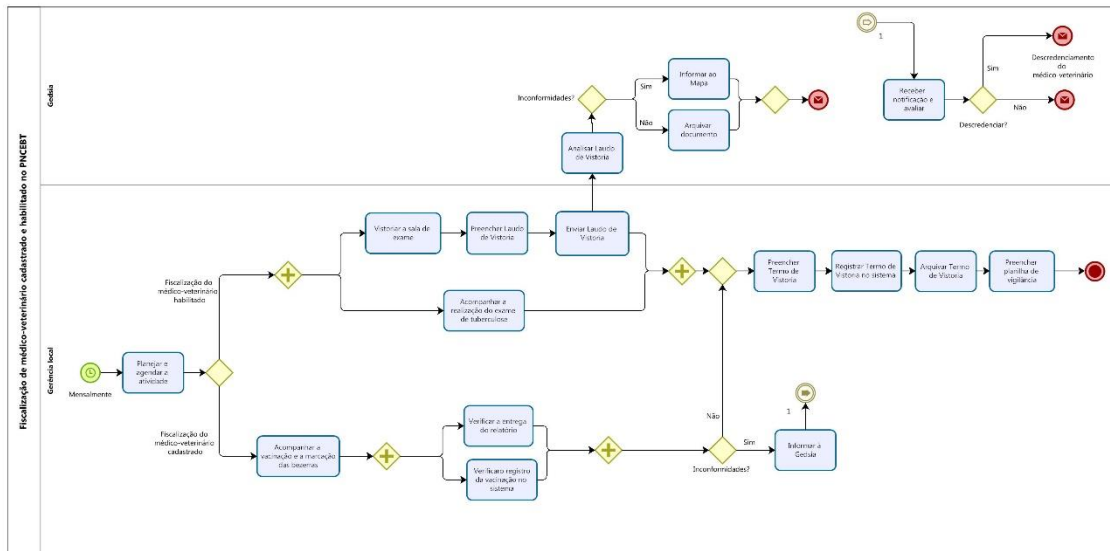 Fiscalização de médico-veterinário cadastrado e habilitado no PNCEBT
Gedsia
Inconformidades?
Sim
Não
Informar ao
Mapa
Arquivar
documento
Analisar Laudo
de Vistoria
1
Receber
notificação e
avaliar
Descredenciar?
Sim
Não
Descredenciamento
do
médico-veterinário
Gerência local
Mensalmente
Planejar e
agendar a
atividade
Fiscalização do
médico-veterinário
habilitado
Vistoriar a sala de
exame
Preencher Laudo
de Vistoria
Enviar Laudo de
Vistoria
Acompanhar a
realização do exame
de tuberculose
Preencher
Termo de
Vistoria
Registrar Termo de
Vistoria no sistema
Arquivar Termo
de Vistoria
Preencher
planilha de
vigilância
Fiscalização do
médico-veterinário
cadastrado
Acompanhar a
vacinação e a marcação
das bezerras
Verificar a entrega
do relatório
Verificaro registro
da vacinação no
sistema
Inconformidades?
Não
Sim
Informar à
Gedsia
1